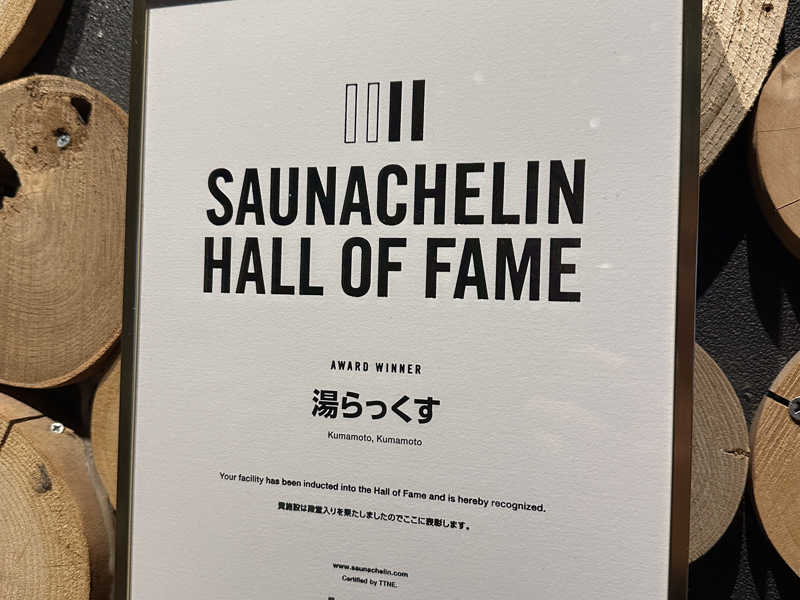 SAUNACHELIN
HALL OF FAME
AWARD WINNER
湯らっくす
Kumamoto, Kumamoto
Your facility has been inducted into the Hall of Fame and is hereby recognized.
貴施設は殿堂入りを果たしましたのでここに表彰します。
www.saunachelin.com
Certified by TTNE.